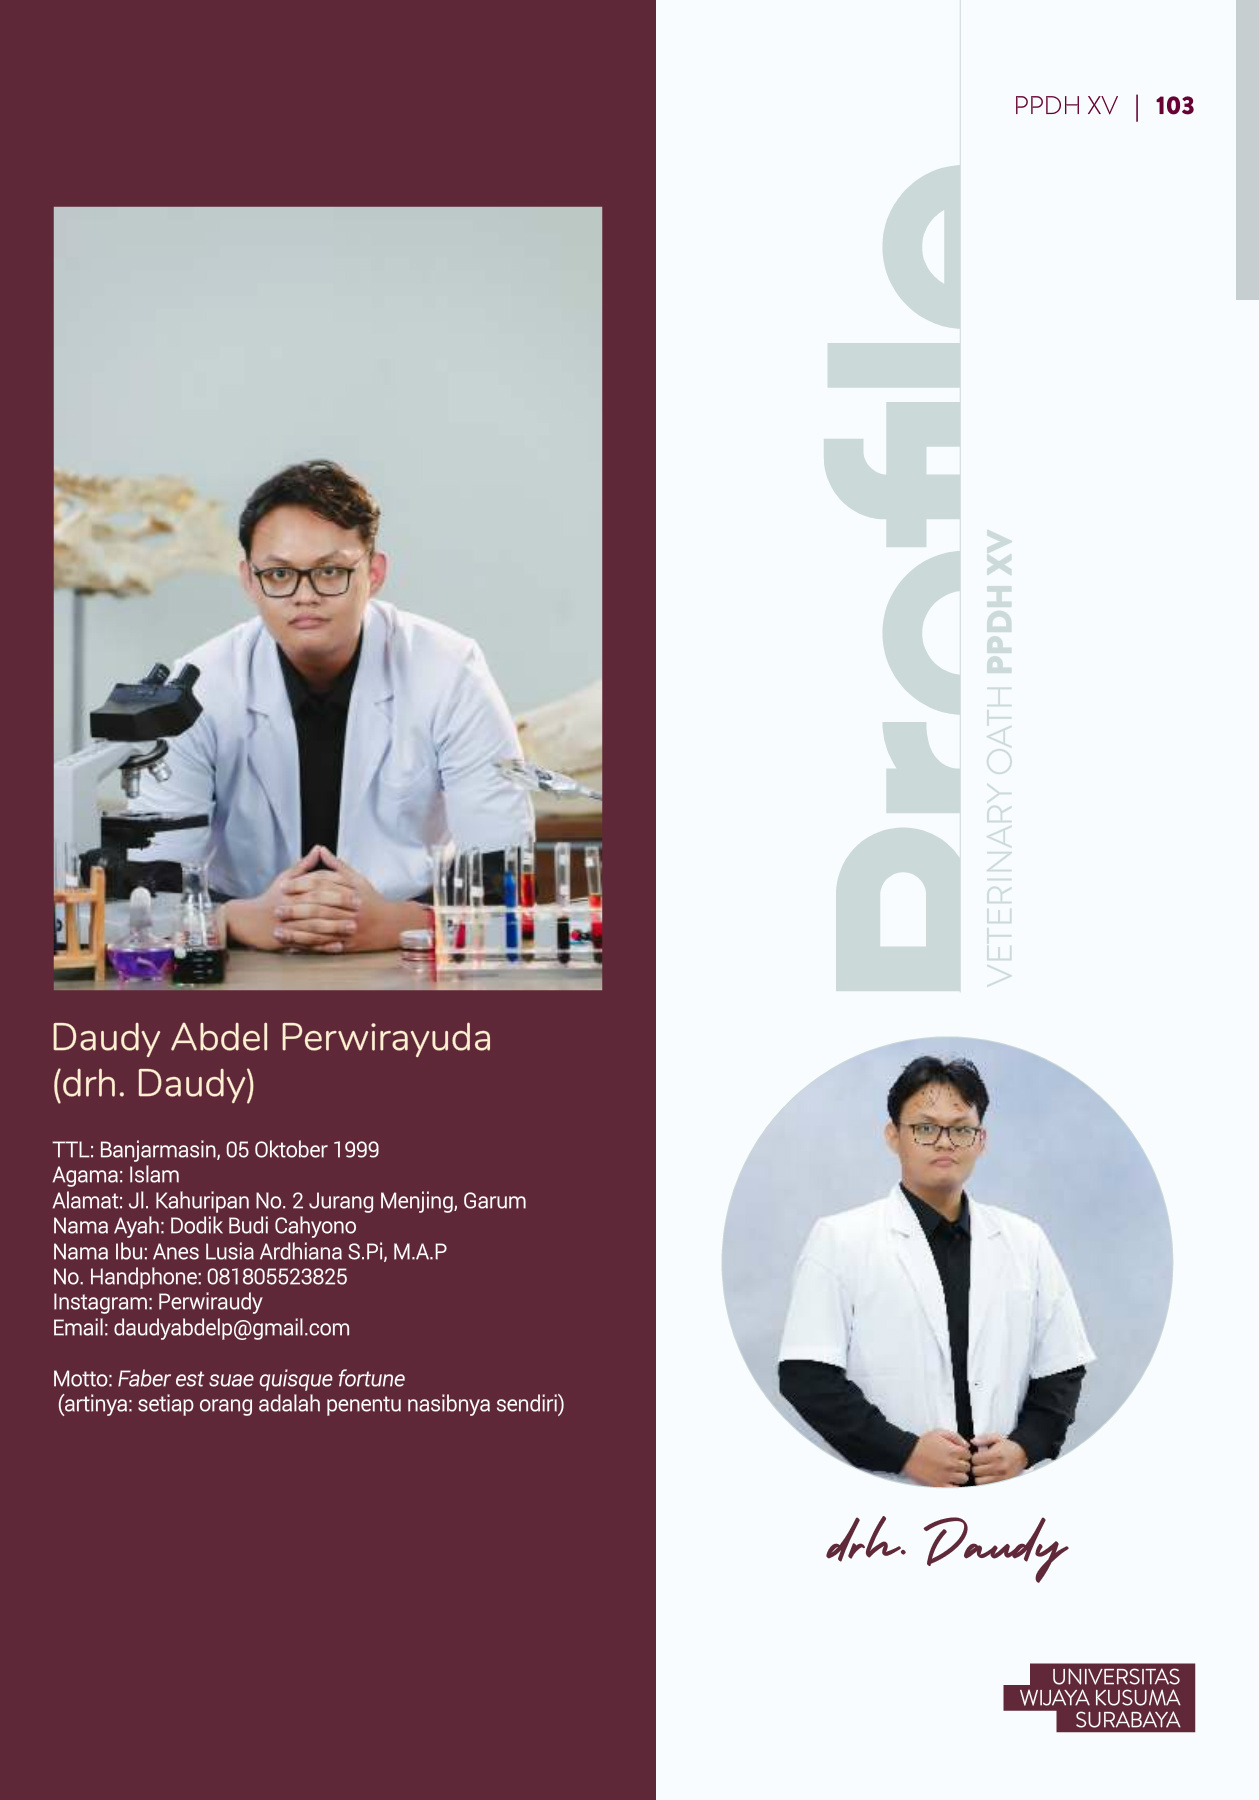 PPDH XV | 103
Profile
VETERINARY OATH PPDH XV
Daudy Abdel Perwirayuda
(drh. Daudy)
TTL: Banjarmasin, 05 Oktober 1999
Agama: Islam
Alamat: Jl. Kahuripan No. 2 Jurang Menjing, Garum
Nama Ayah: Dodik Budi Cahyono
Nama Ibu: Anes Lusia Ardhiana S.Pi, M.A.P
No. Handphone: 081805523825
Instagram: Perwiraudy
Email: daudyabdelp@gmail.com
Motto: Faber est suae quisque fortune
(artinya: setiap orang adalah penentu nasibnya sendiri)
drh. Daudy
UNIVERSITAS
WIJAYA KUSUMA
SURABAYA